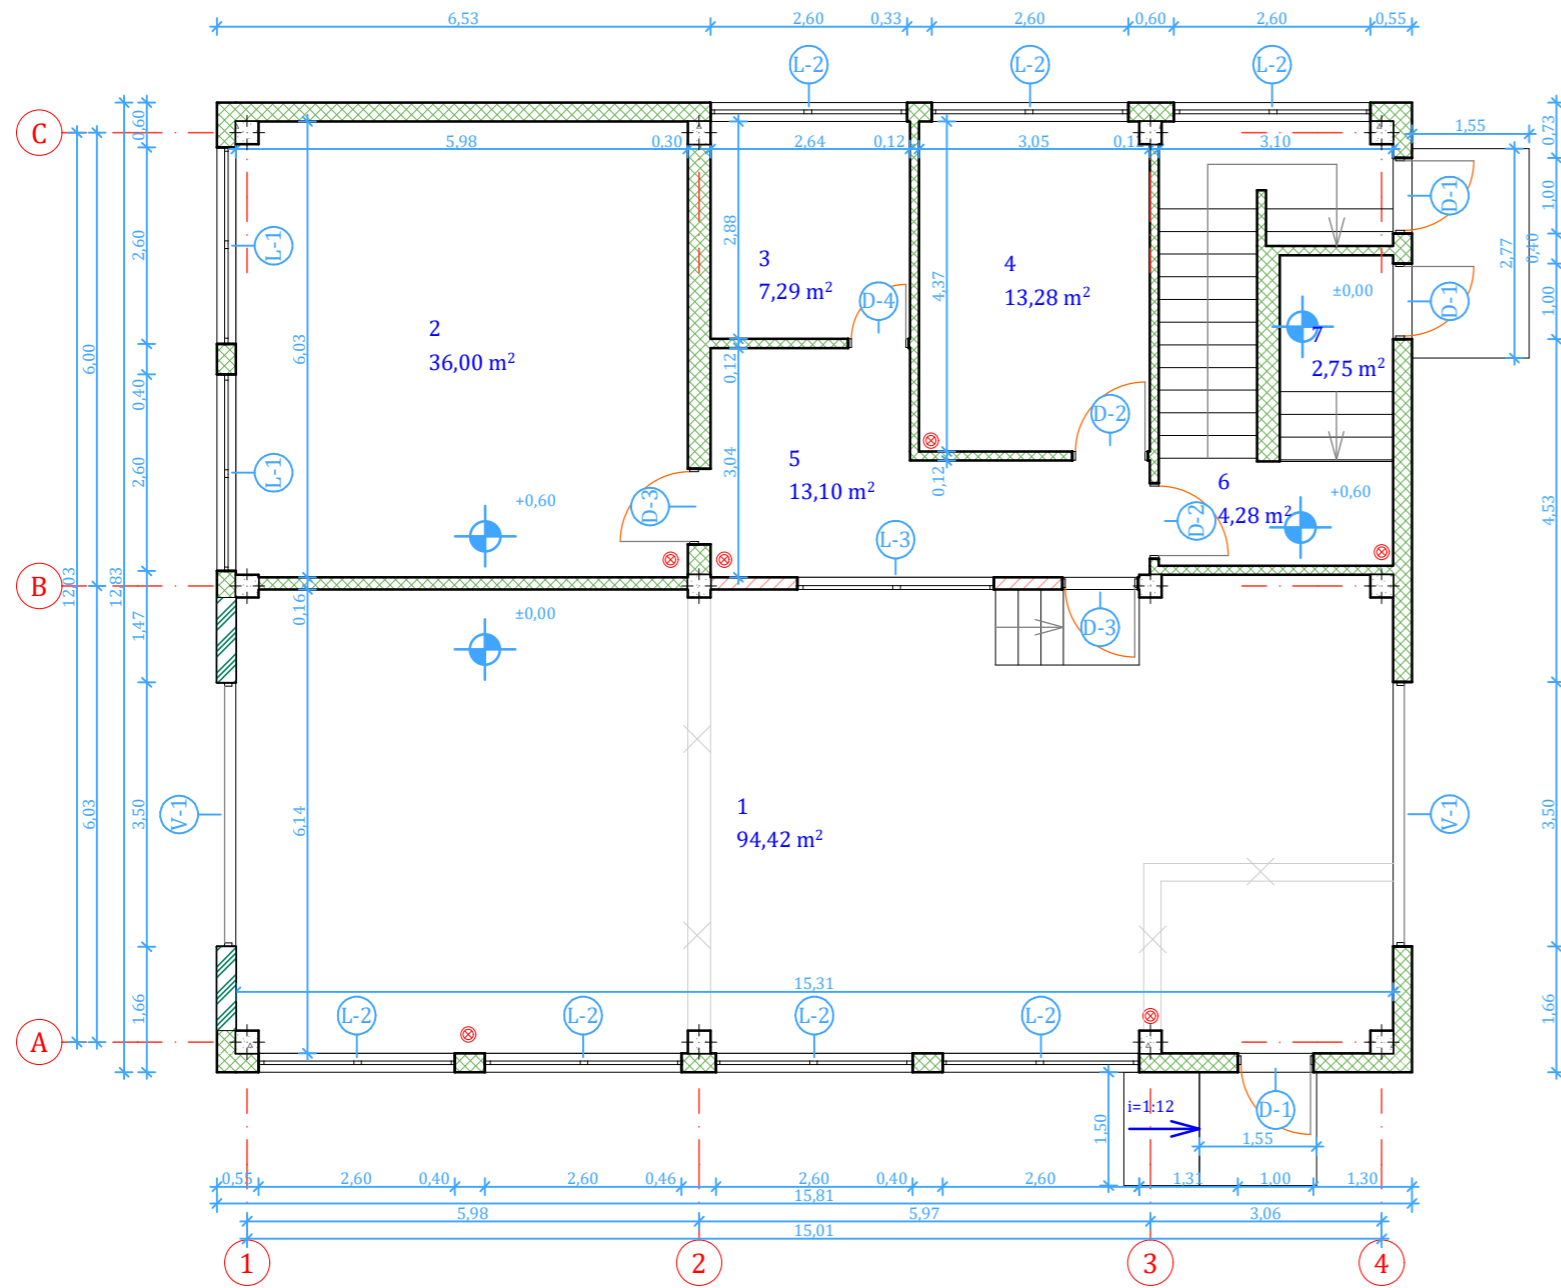 6,53 2,60 0,33 2,60 0,60 2,60 0,55
L-2 L-2 L-2
C
0,60
0,73
1,55
5,98 0,30 2,64 0,12 3,05 0,12 3,10
D-1
1,00
L-1
2,60
2,88
2,77
0,40
3
7,29 m²
D-4
4
13,28 m²
4,37
±0,00
D-1
1,00
2
36,00 m²
6,03
6,00
7
2,75 m²
0,12
0,40
D-2
L-1
2,60
3,04
5
13,10 m²
0,12
6
4,28 m²
+0,60
+0,60
D-3
D-2
4,53
L-3
B
12,03
12,83
0,16
±0,00
1,47
D-3
V-1
3,50
6,03
6,14
1
94,42 m²
V-1
3,50
15,31
L-2 L-2 L-2 L-2
1,66
1,66
A
i=1:12
D-1
1,50
1,55
0,55 2,60 0,40 2,60 0,46 2,60 0,40 2,60 1,31 1,00 1,30
15,81
5,98 5,97 3,06
15,01
1 2 3 4